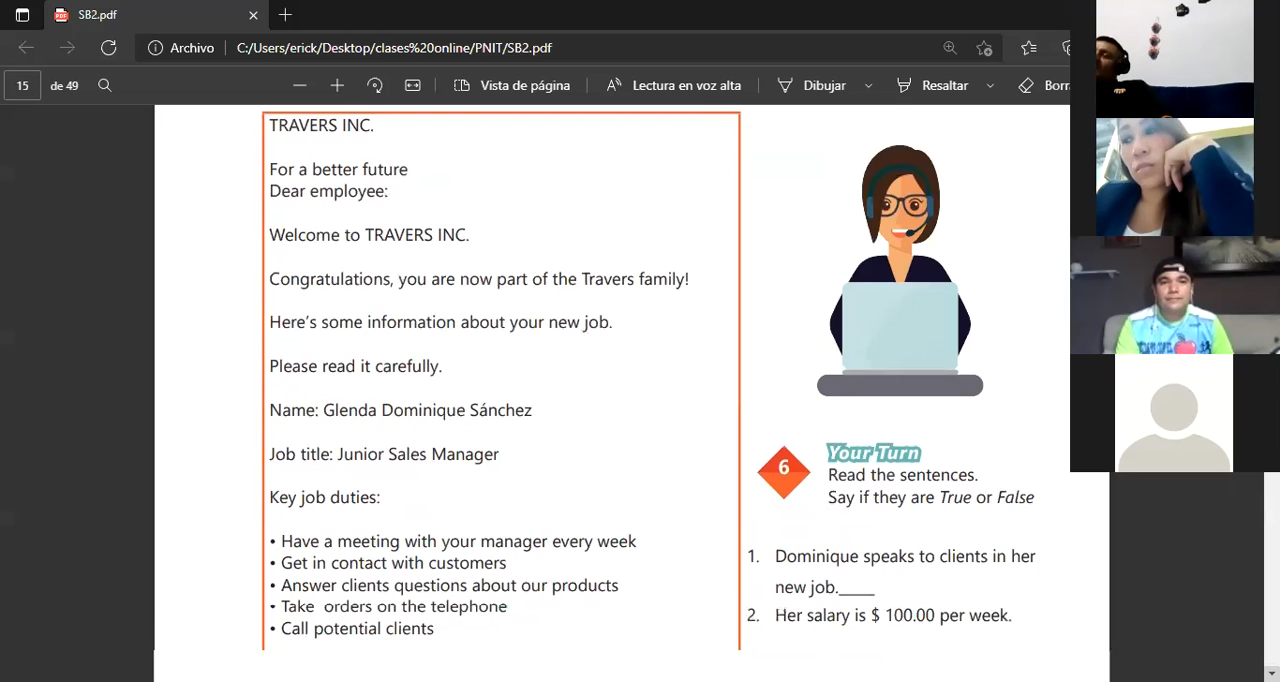 SB2.pdf
Archivo
C:/Users/erick/Desktop/clases%20online/PNIT/SB2.pdf
15 de 49
Vista de página
Lectura en voz alta
Dibujar
Resaltar
Borr
TRAVERS INC.
For a better future
Dear employee:
Welcome to TRAVERS INC.
Congratulations, you are now part of the Travers family!
Here's some information about your new job.
Please read it carefully.
Name: Glenda Dominique Sánchez
Job title: Junior Sales Manager
Key job duties:
• Have a meeting with your manager every week
• Get in contact with customers
• Answer clients questions about our products
• Take orders on the telephone
• Call potential clients
6
Your Turn
Read the sentences.
Say if they are True or False
1. Dominique speaks to clients in her
new job.____
2. Her salary is $ 100.00 per week.